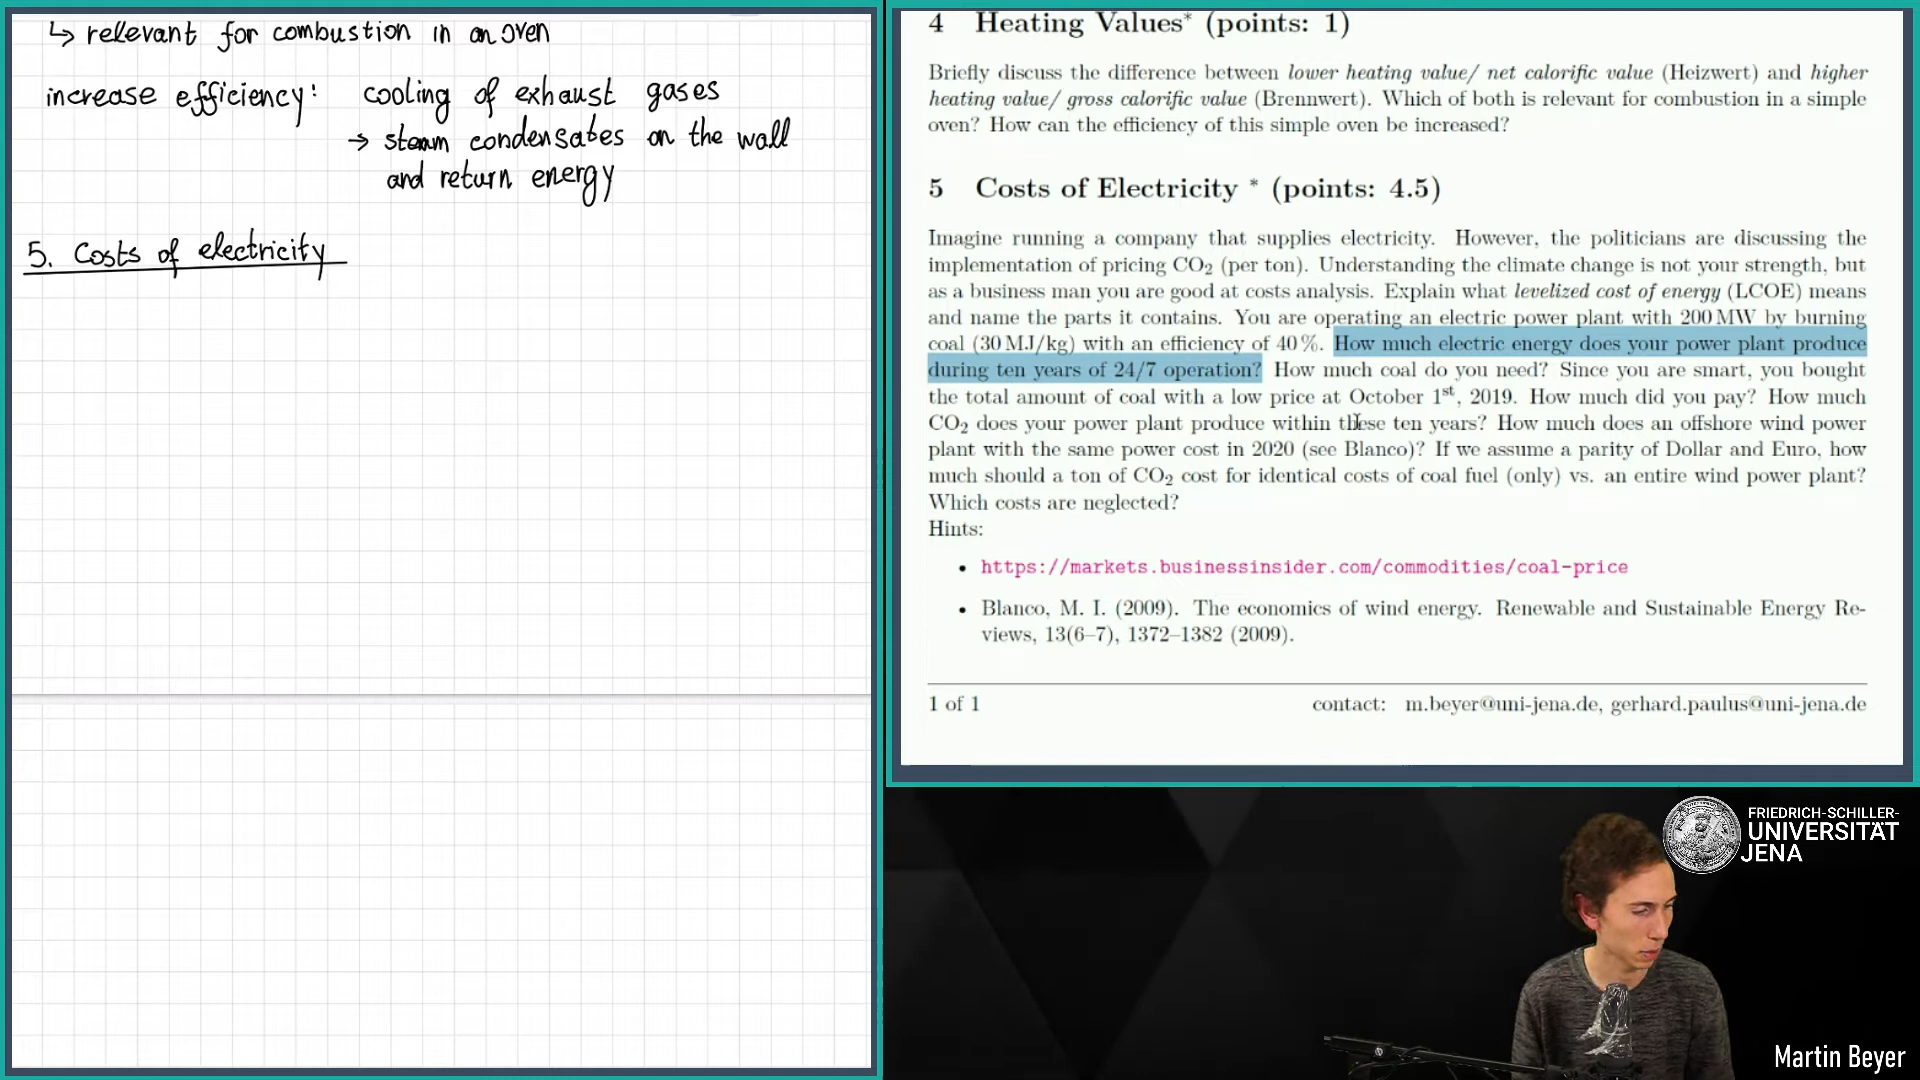 ↳ relevant for combustion in an oven
increase efficiency: cooling of exhaust gases
→ steam condensates on the wall
and return energy
5. Costs of electricity
4 Heating Values* (points: 1)
Briefly discuss the difference between lower heating value/ net calorific value (Heizwert) and higher
heating value/ gross calorific value (Brennwert). Which of both is relevant for combustion in a simple
oven? How can the efficiency of this simple oven be increased?
5 Costs of Electricity * (points: 4.5)
Imagine running a company that supplies electricity. However, the politicians are discussing the
implementation of pricing CO₂ (per ton). Understanding the climate change is not your strength, but
as a business man you are good at costs analysis. Explain what levelized cost of energy (LCOE) means
and name the parts it contains. You are operating an electric power plant with 200 MW by burning
coal (30 MJ/kg) with an efficiency of 40 %. How much electric energy does your power plant produce
during ten years of 24/7 operation? How much coal do you need? Since you are smart, you bought
the total amount of coal with a low price at October 1st, 2019. How much did you pay? How much
CO₂ does your power plant produce within these ten years? How much does an offshore wind power
plant with the same power cost in 2020 (see Blanco)? If we assume a parity of Dollar and Euro, how
much should a ton of CO₂ cost for identical costs of coal fuel (only) vs. an entire wind power plant?
Which costs are neglected?
Hints:
• https://markets.businessinsider.com/commodities/coal-price
• Blanco, M. I. (2009). The economics of wind energy. Renewable and Sustainable Energy Re-
views, 13(6–7), 1372–1382 (2009).
1 of 1 contact: m.beyer@uni-jena.de, gerhard.paulus@uni-jena.de
FRIEDRICH-SCHILLER-
UNIVERSITÄT
JENA
Martin Beyer